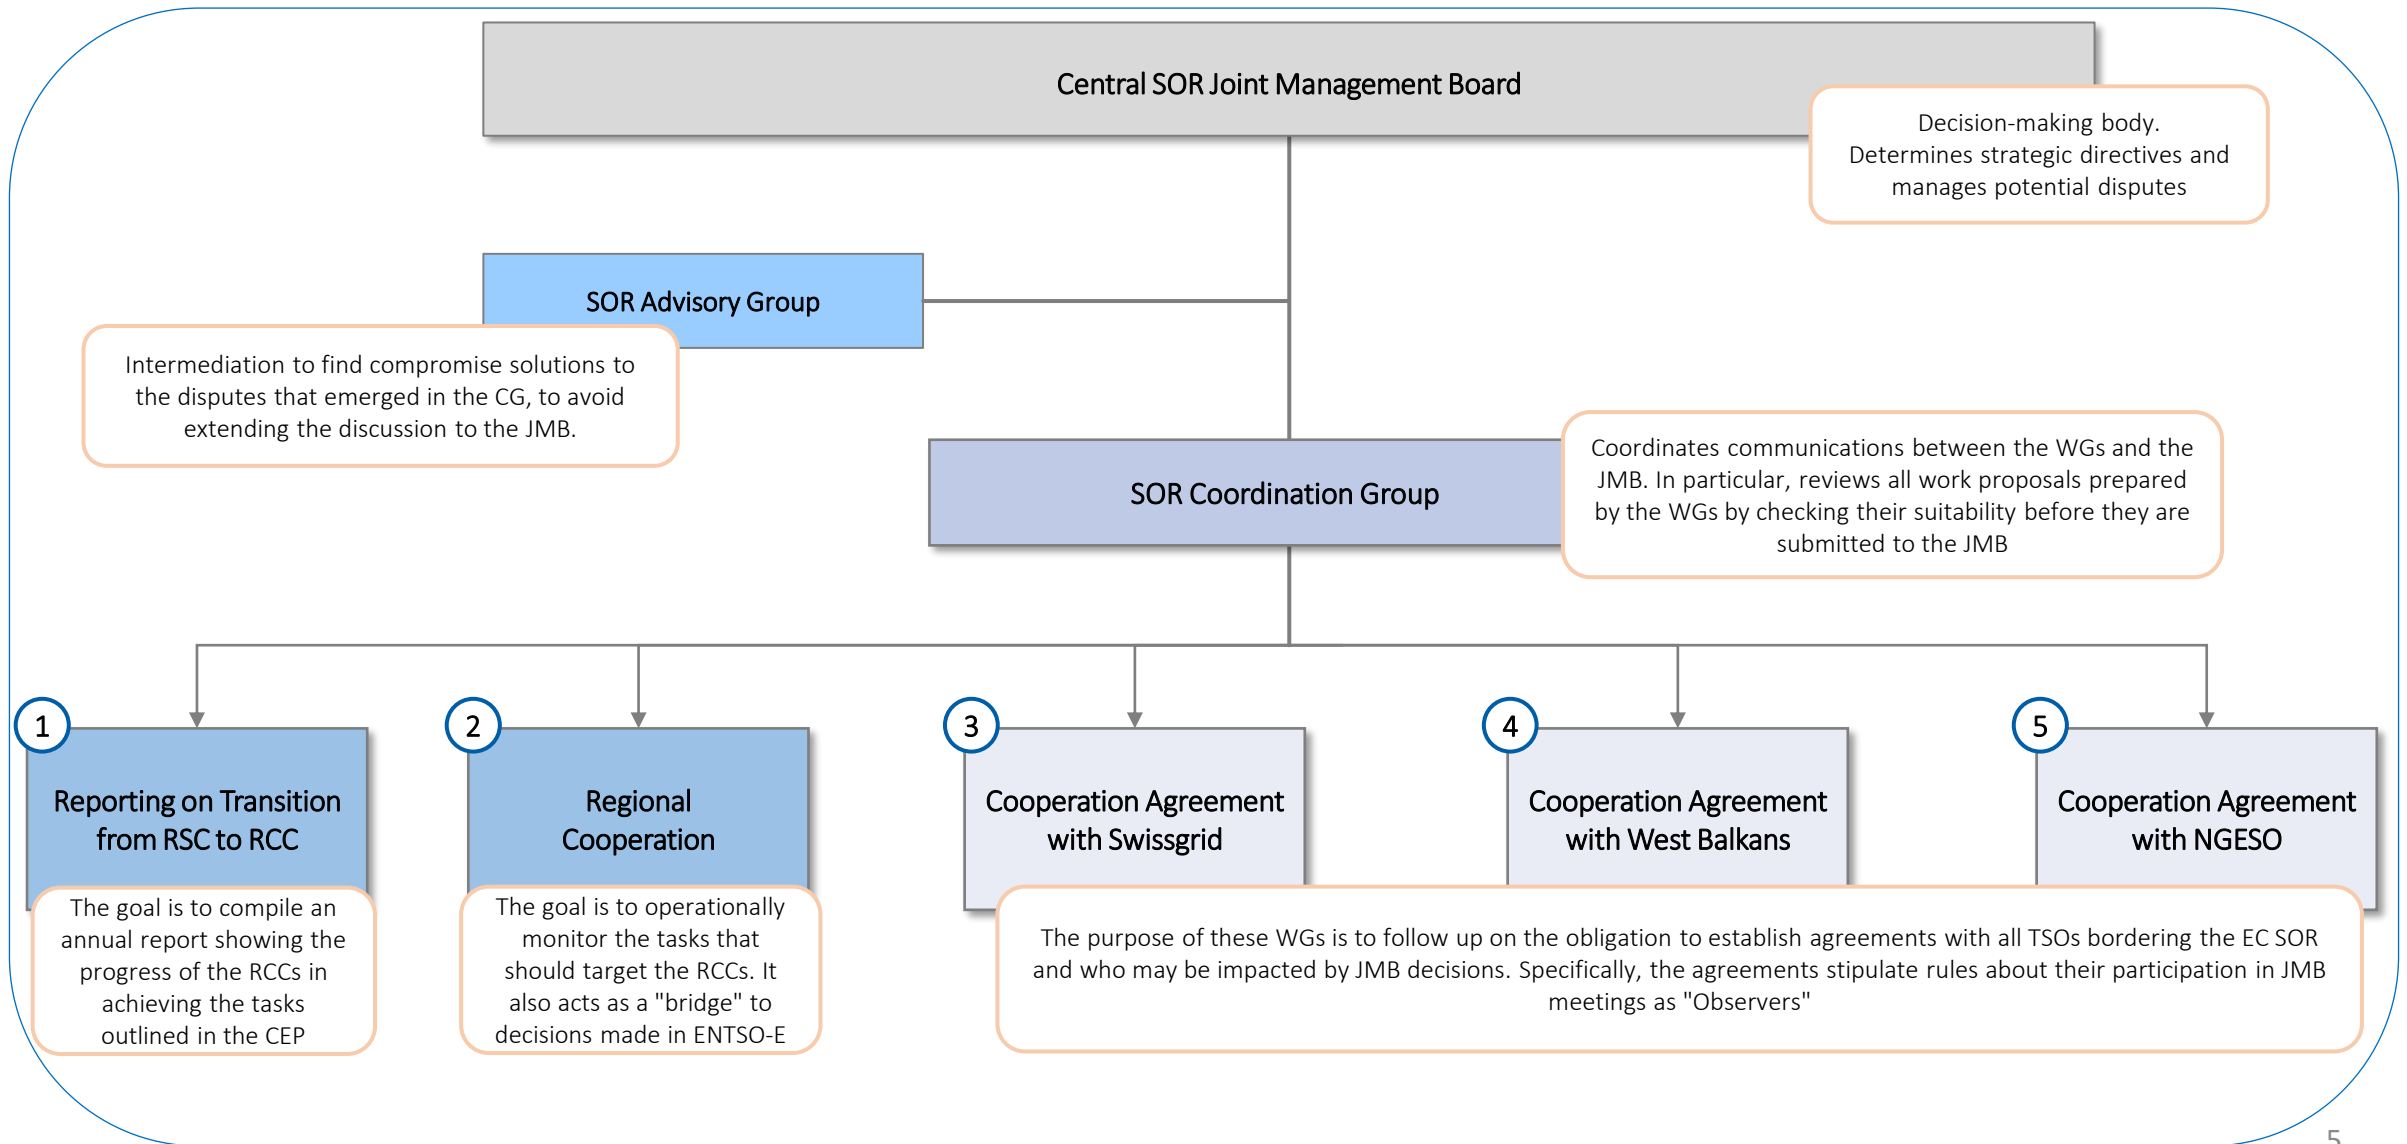 Central SOR Joint Management Board
Decision-making body.
Determines strategic directives and
manages potential disputes
SOR Advisory Group
Intermediation to find compromise solutions to
the disputes that emerged in the CG, to avoid
extending the discussion to the JMB.
SOR Coordination Group
Coordinates communications between the WGs and the
JMB. In particular, reviews all work proposals prepared
by the WGs by checking their suitability before they are
submitted to the JMB
1
Reporting on Transition
from RSC to RCC
The goal is to compile an
annual report showing the
progress of the RCCs in
achieving the tasks
outlined in the CEP
2
Regional
Cooperation
The goal is to operationally
monitor the tasks that
should target the RCCs. It
also acts as a "bridge" to
decisions made in ENTSO-E
3
Cooperation Agreement
with Swissgrid
4
Cooperation Agreement
with West Balkans
5
Cooperation Agreement
with NGESO
The purpose of these WGs is to follow up on the obligation to establish agreements with all TSOs bordering the EC SOR
and who may be impacted by JMB decisions. Specifically, the agreements stipulate rules about their participation in JMB
meetings as "Observers"
5